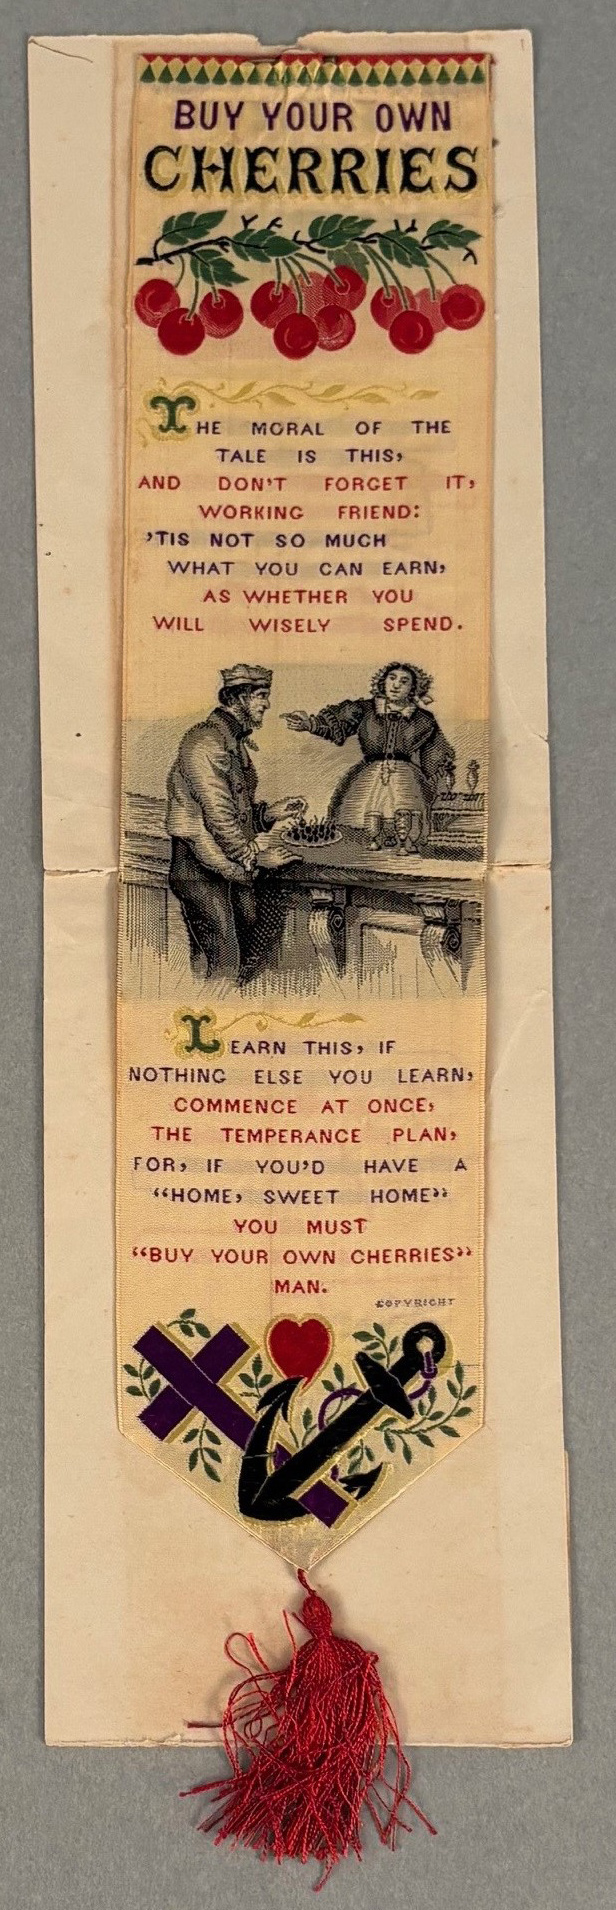 BUY YOUR OWN
CHERRIES
THE MORAL OF THE
TALE IS THIS,
AND DON'T FORGET IT,
WORKING FRIEND:
'TIS NOT SO MUCH
WHAT YOU CAN EARN,
AS WHETHER YOU
WILL WISELY SPEND.
LEARN THIS, IF
NOTHING ELSE YOU LEARN,
COMMENCE AT ONCE,
THE TEMPERANCE PLAN,
FOR, IF YOU'D HAVE A
“HOME, SWEET HOME”
YOU MUST
“BUY YOUR OWN CHERRIES”
MAN.
COPYRIGHT